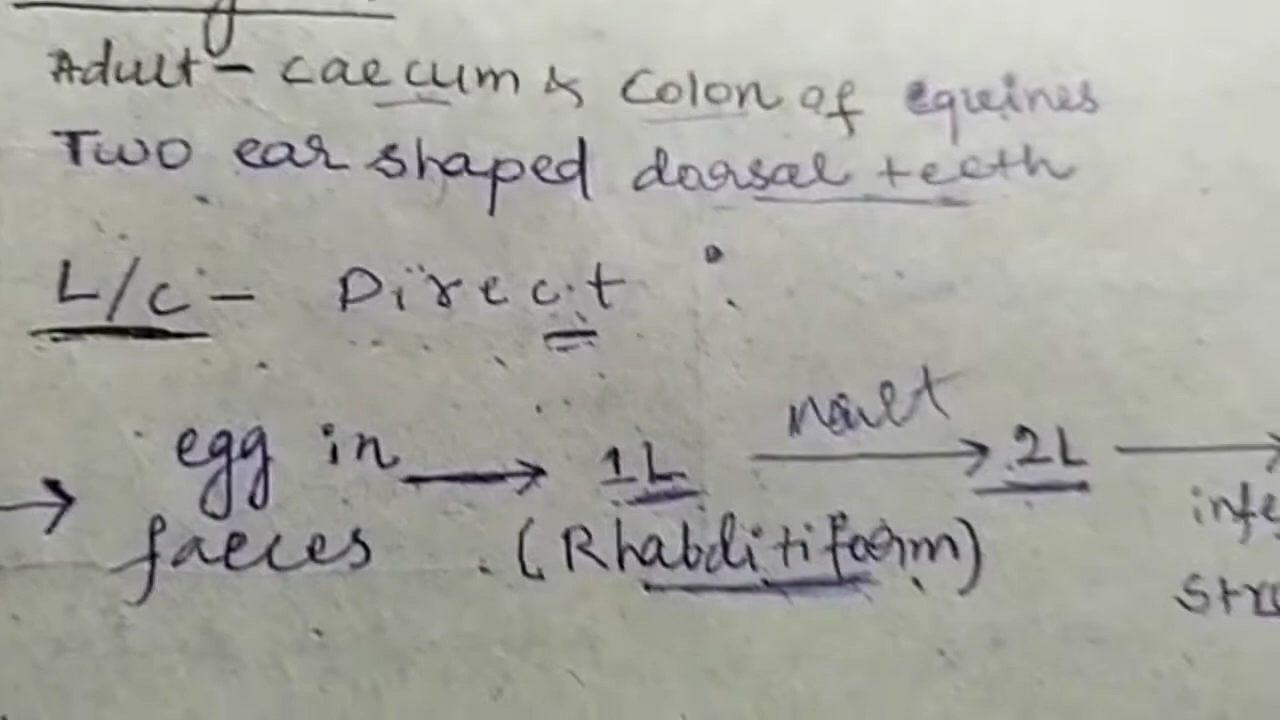 Adult - caecum & Colon of equines
Two ear shaped dorsal teeth
L/c - Direct :
→ egg in faeces → 1L (Rhabditiform) moult → 2L →